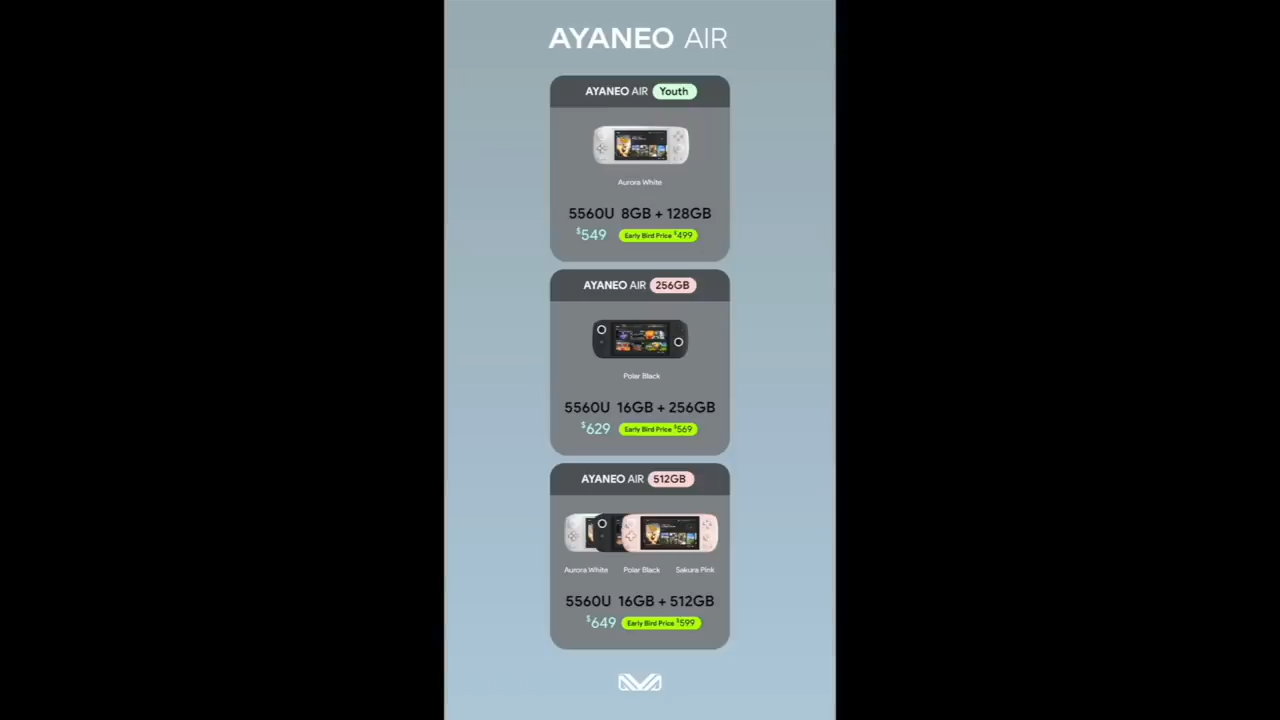 AYANEO AIR
AYANEO AIR Youth
Aurora White
5560U 8GB + 128GB
$549 Early Bird Price $499
AYANEO AIR 256GB
Polar Black
5560U 16GB + 256GB
$629 Early Bird Price $569
AYANEO AIR 512GB
Aurora White Polar Black Sakura Pink
5560U 16GB + 512GB
$649 Early Bird Price $599